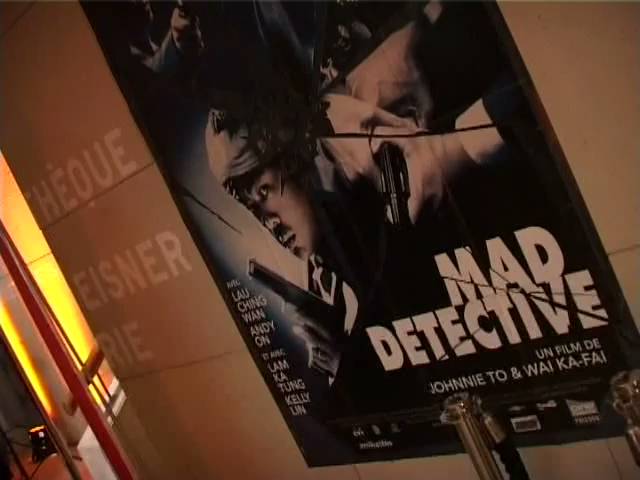 THÈQUE
EISNER
RIE
AVEC
LAU
CHING
WAN
ANDY
ON
ET AVEC
LAM
KA
TUNG
KELLY
LIN
MAD
DETECTIVE
UN FILM DE
JOHNNIE TO & WAI KA-FAI